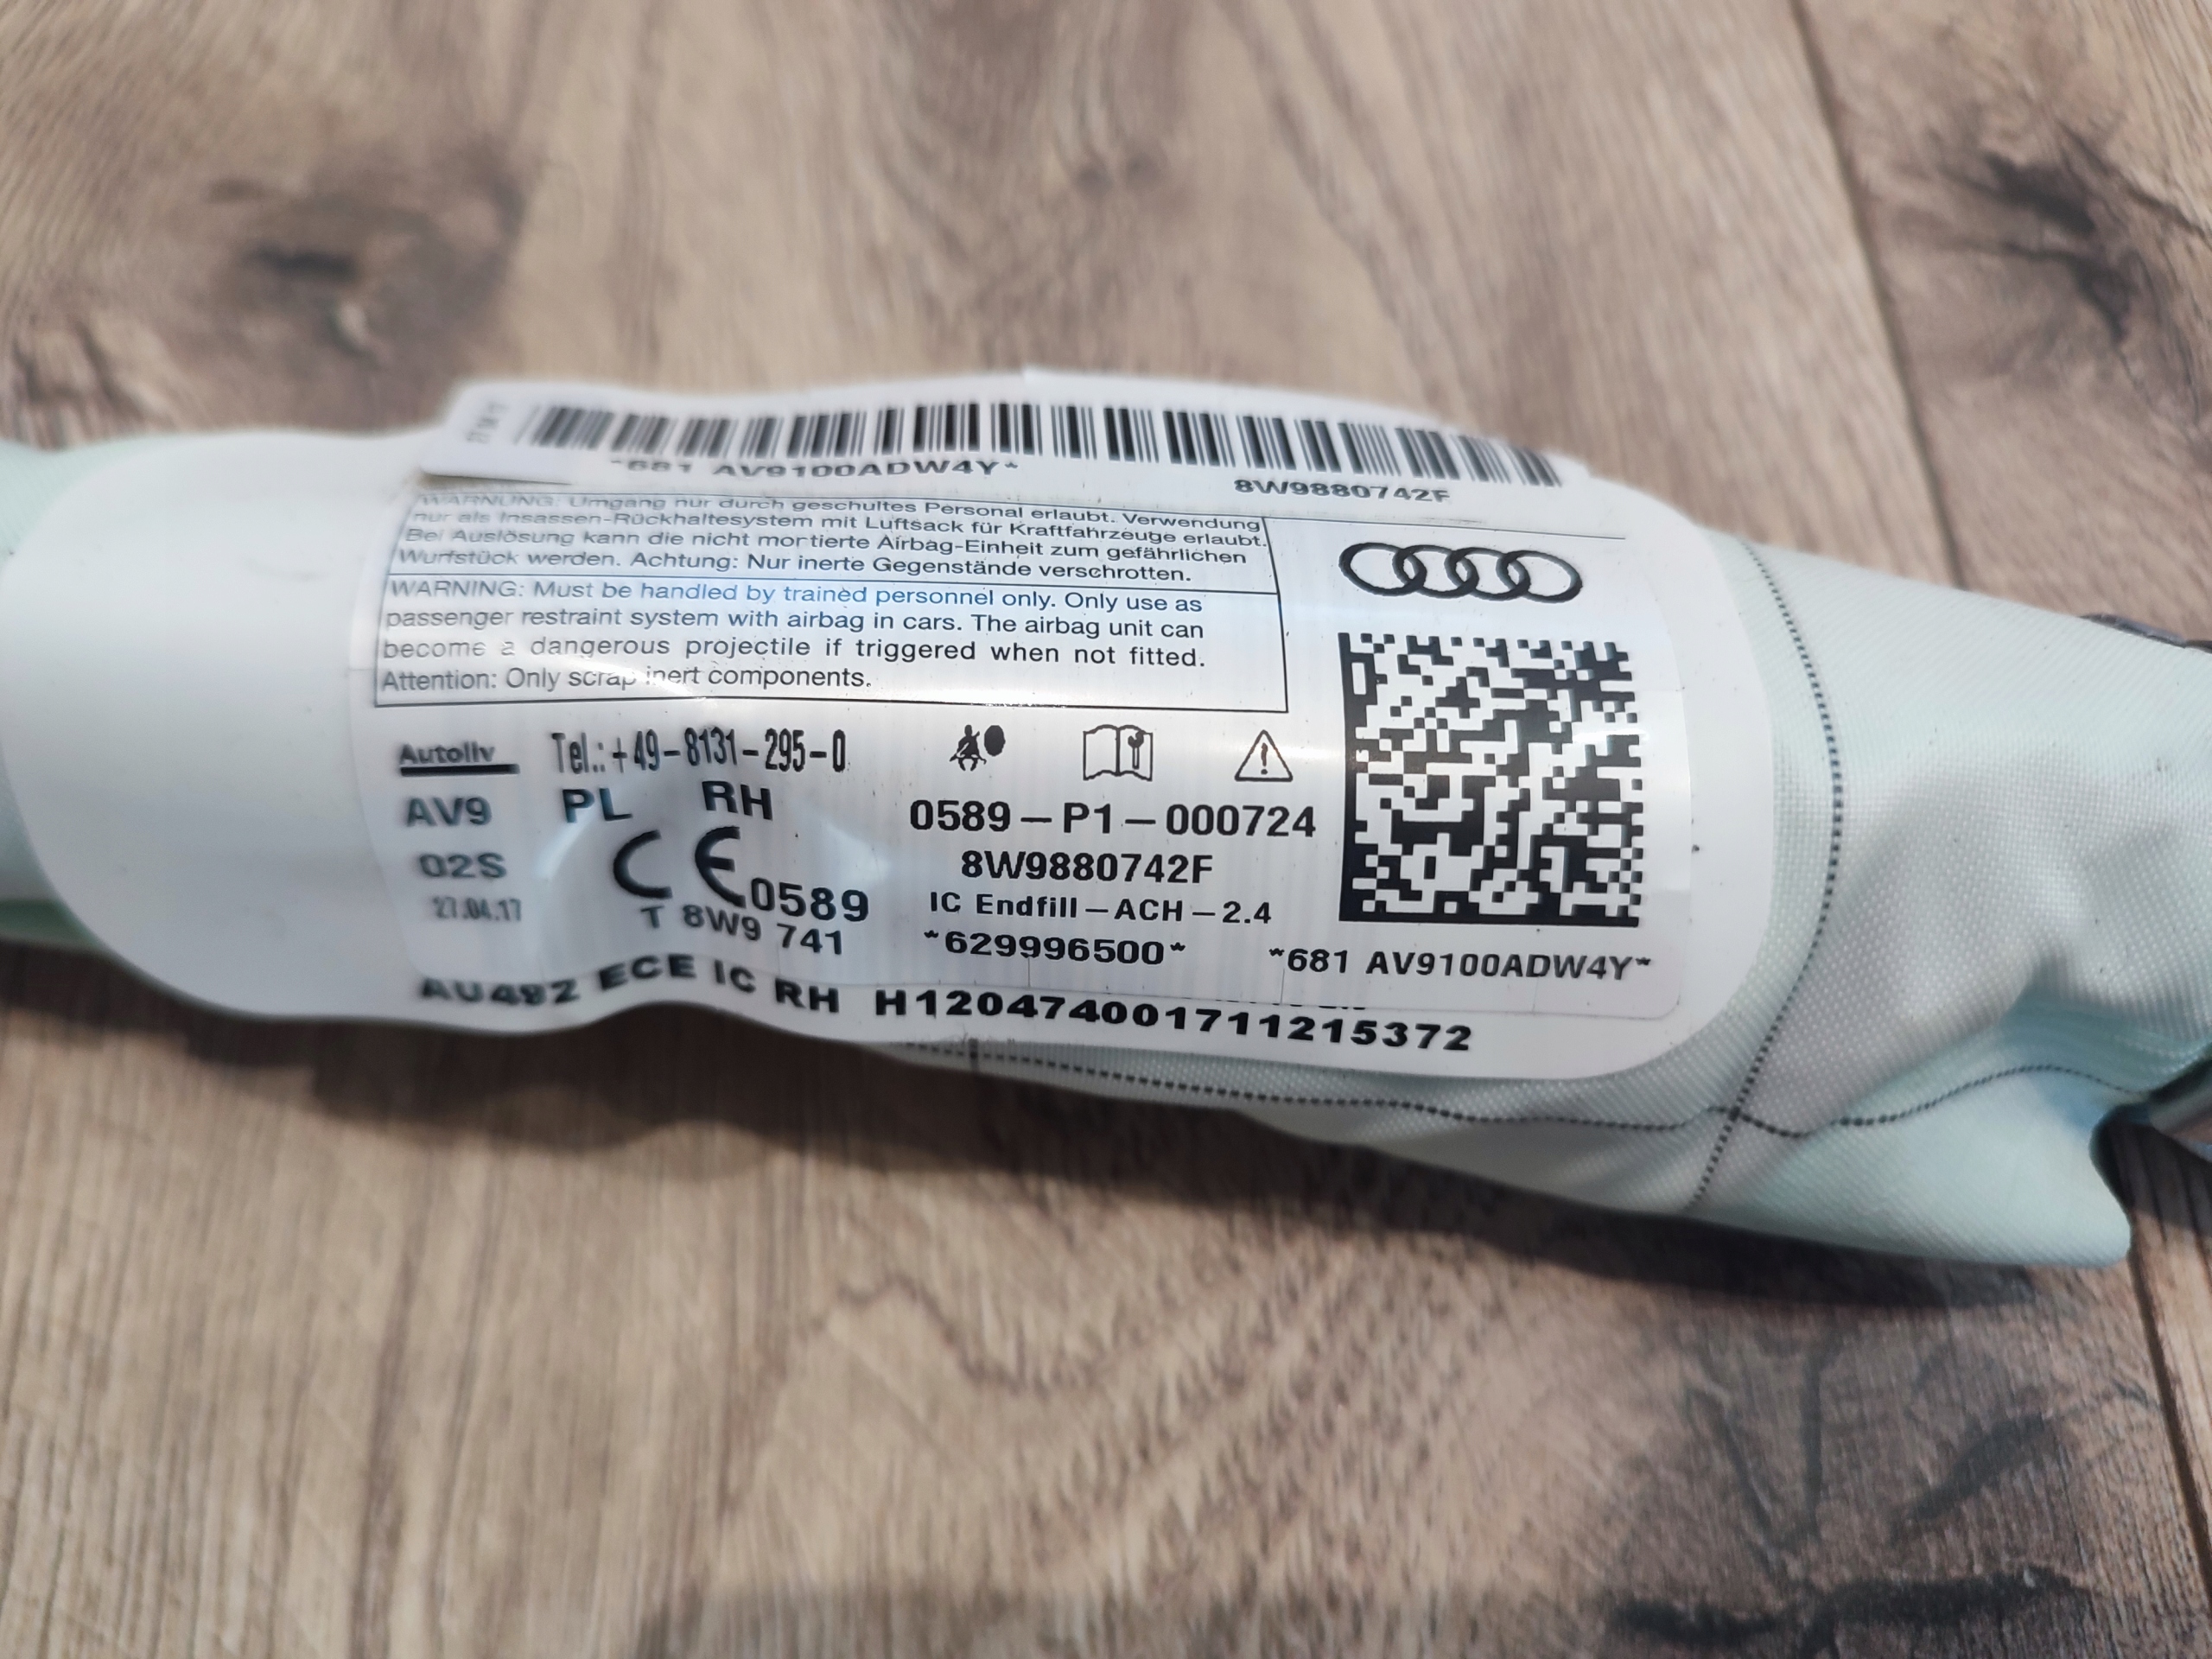 *681 AV9100ADW4Y*
8W9880742F
WARNUNG: Umgang nur durch geschultes Personal erlaubt. Verwendung
nur als Insassen-Rückhaltesystem mit Luftsack für Kraftfahrzeuge erlaubt.
Bei Auslösung kann die nicht mortierte Airbag-Einheit zum gefährlichen
Wurfstück werden. Achtung: Nur inerte Gegenstände verschrotten.
WARNING: Must be handled by trained personnel only. Only use as
passenger restraint system with airbag in cars. The airbag unit can
become a dangerous projectile if triggered when not fitted.
Attention: Only scrap inert components.
Autoliv Tel.: +49-8131-295-0
AV9 PL RH 0589-P1-000724
02S CE 0589 8W9880742F
27.04.17 IC Endfill-ACH-2.4
T 8W9 741 *629996500* *681 AV9100ADW4Y*
AU482 ECE IC RH H120474001711215372